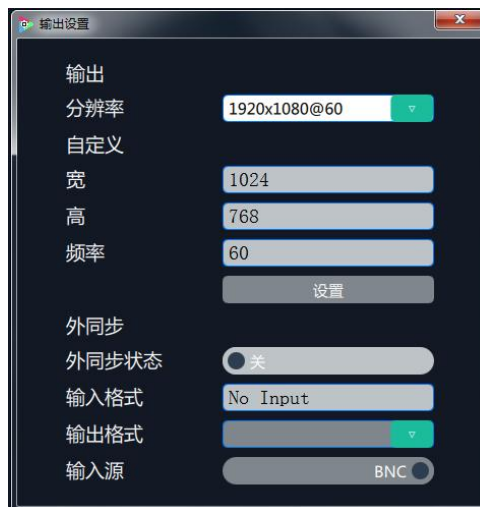 输出设置
输出
分辨率 1920x1080@60
自定义
宽 1024
高 768
频率 60
设置
外同步
外同步状态 关
输入格式 No Input
输出格式
输入源 BNC